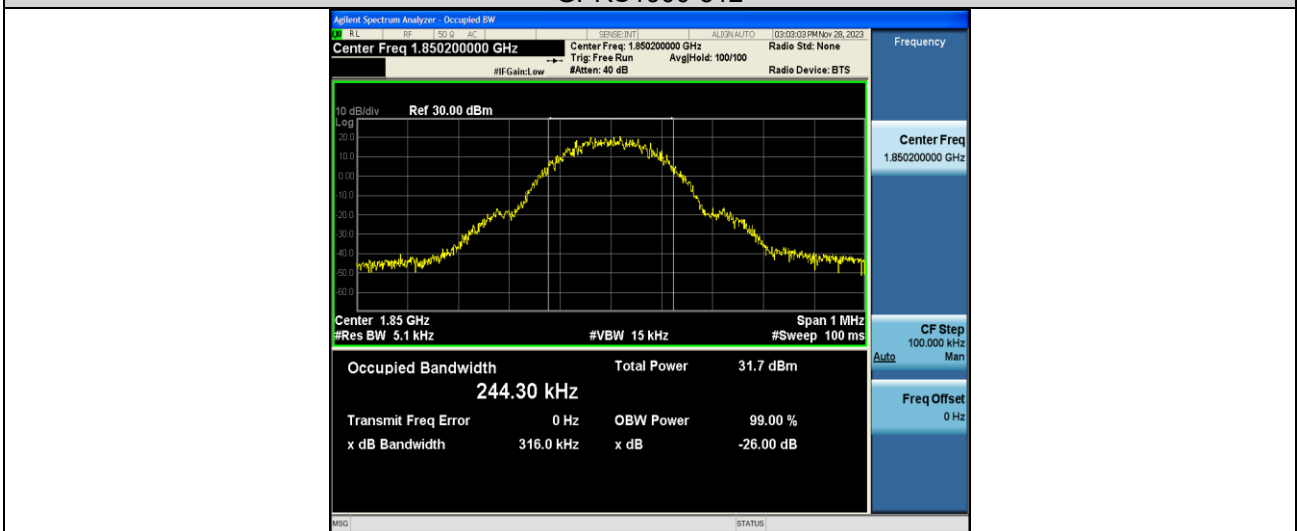 Agilent Spectrum Analyzer - Occupied BW
RL RF 50 Ω AC SENSE:INT ALIGN AUTO 03:03:03 PM Nov 28, 2023
Center Freq 1.850200000 GHz
Center Freq: 1.850200000 GHz
Radio Std: None
Trig: Free Run Avg|Hold: 100/100
#IFGain:Low #Atten: 40 dB Radio Device: BTS
10 dB/div Ref 30.00 dBm
Log
20.0
10.0
0.00
-10.0
-20.0
-30.0
-40.0
-50.0
-60.0
Center 1.85 GHz Span 1 MHz
#Res BW 5.1 kHz #VBW 15 kHz #Sweep 100 ms
Occupied Bandwidth Total Power 31.7 dBm
244.30 kHz
Transmit Freq Error 0 Hz OBW Power 99.00 %
x dB Bandwidth 316.0 kHz x dB -26.00 dB
MSG STATUS
Frequency
Center Freq
1.850200000 GHz
CF Step
100.000 kHz
Auto Man
Freq Offset
0 Hz